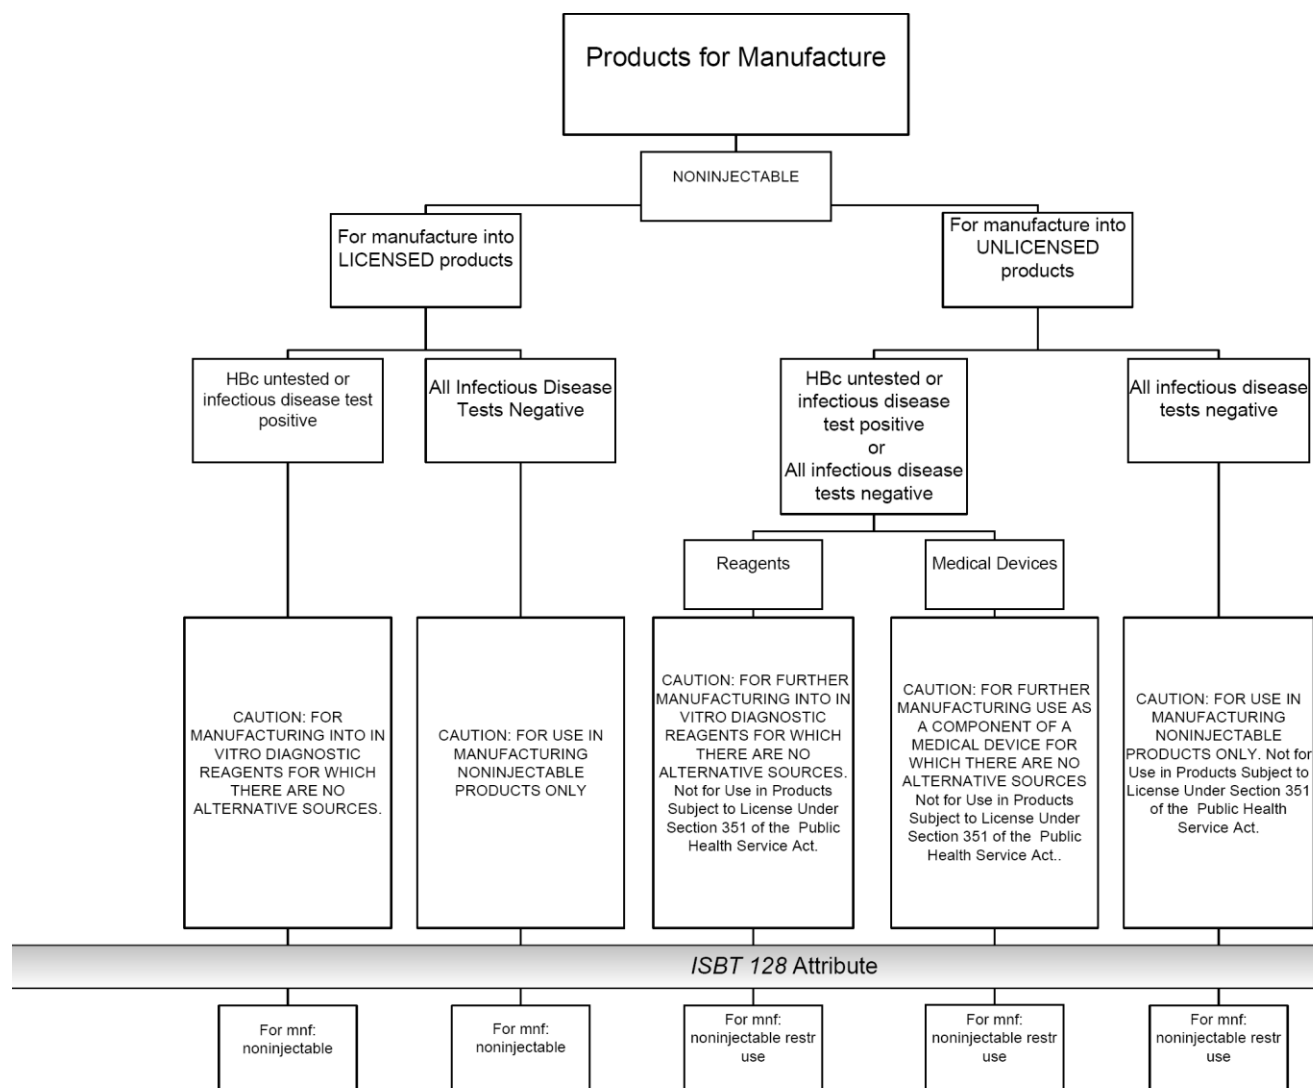 Products for Manufacture
NONINJECTABLE
For manufacture into
LICENSED products
For manufacture into
UNLICENSED
products
HBc untested or
infectious disease test
positive
All Infectious Disease
Tests Negative
HBc untested or
infectious disease
test positive
or
All infectious disease
tests negative
All infectious disease
tests negative
Reagents
Medical Devices
CAUTION: FOR
MANUFACTURING INTO IN
VITRO DIAGNOSTIC
REAGENTS FOR WHICH
THERE ARE NO
ALTERNATIVE SOURCES.
CAUTION: FOR USE IN
MANUFACTURING
NONINJECTABLE
PRODUCTS ONLY
CAUTION: FOR FURTHER
MANUFACTURING INTO IN
VITRO DIAGNOSTIC
REAGENTS FOR WHICH
THERE ARE NO
ALTERNATIVE SOURCES.
Not for Use in Products
Subject to License Under
Section 351 of the Public
Health Service Act.
CAUTION: FOR FURTHER
MANUFACTURING USE AS
A COMPONENT OF A
MEDICAL DEVICE FOR
WHICH THERE ARE NO
ALTERNATIVE SOURCES
Not for Use in Products
Subject to License Under
Section 351 of the Public
Health Service Act..
CAUTION: FOR USE IN
MANUFACTURING
NONINJECTABLE
PRODUCTS ONLY. Not for
Use in Products Subject to
License Under Section 351
of the Public Health
Service Act.
ISBT 128 Attribute
For mnf:
noninjectable
For mnf:
noninjectable
For mnf:
noninjectable restr
use
For mnf:
noninjectable restr
use
For mnf:
noninjectable restr
use